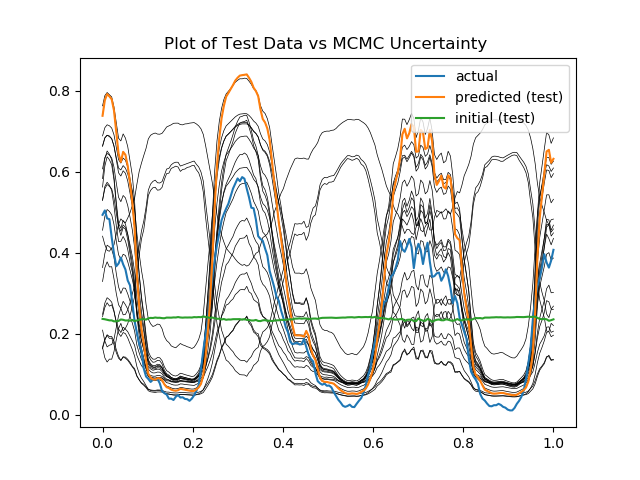 Plot of Test Data vs MCMC Uncertainty
actual
predicted (test)
initial (test)
0.8
0.6
0.4
0.2
0.0
0.0 0.2 0.4 0.6 0.8 1.0